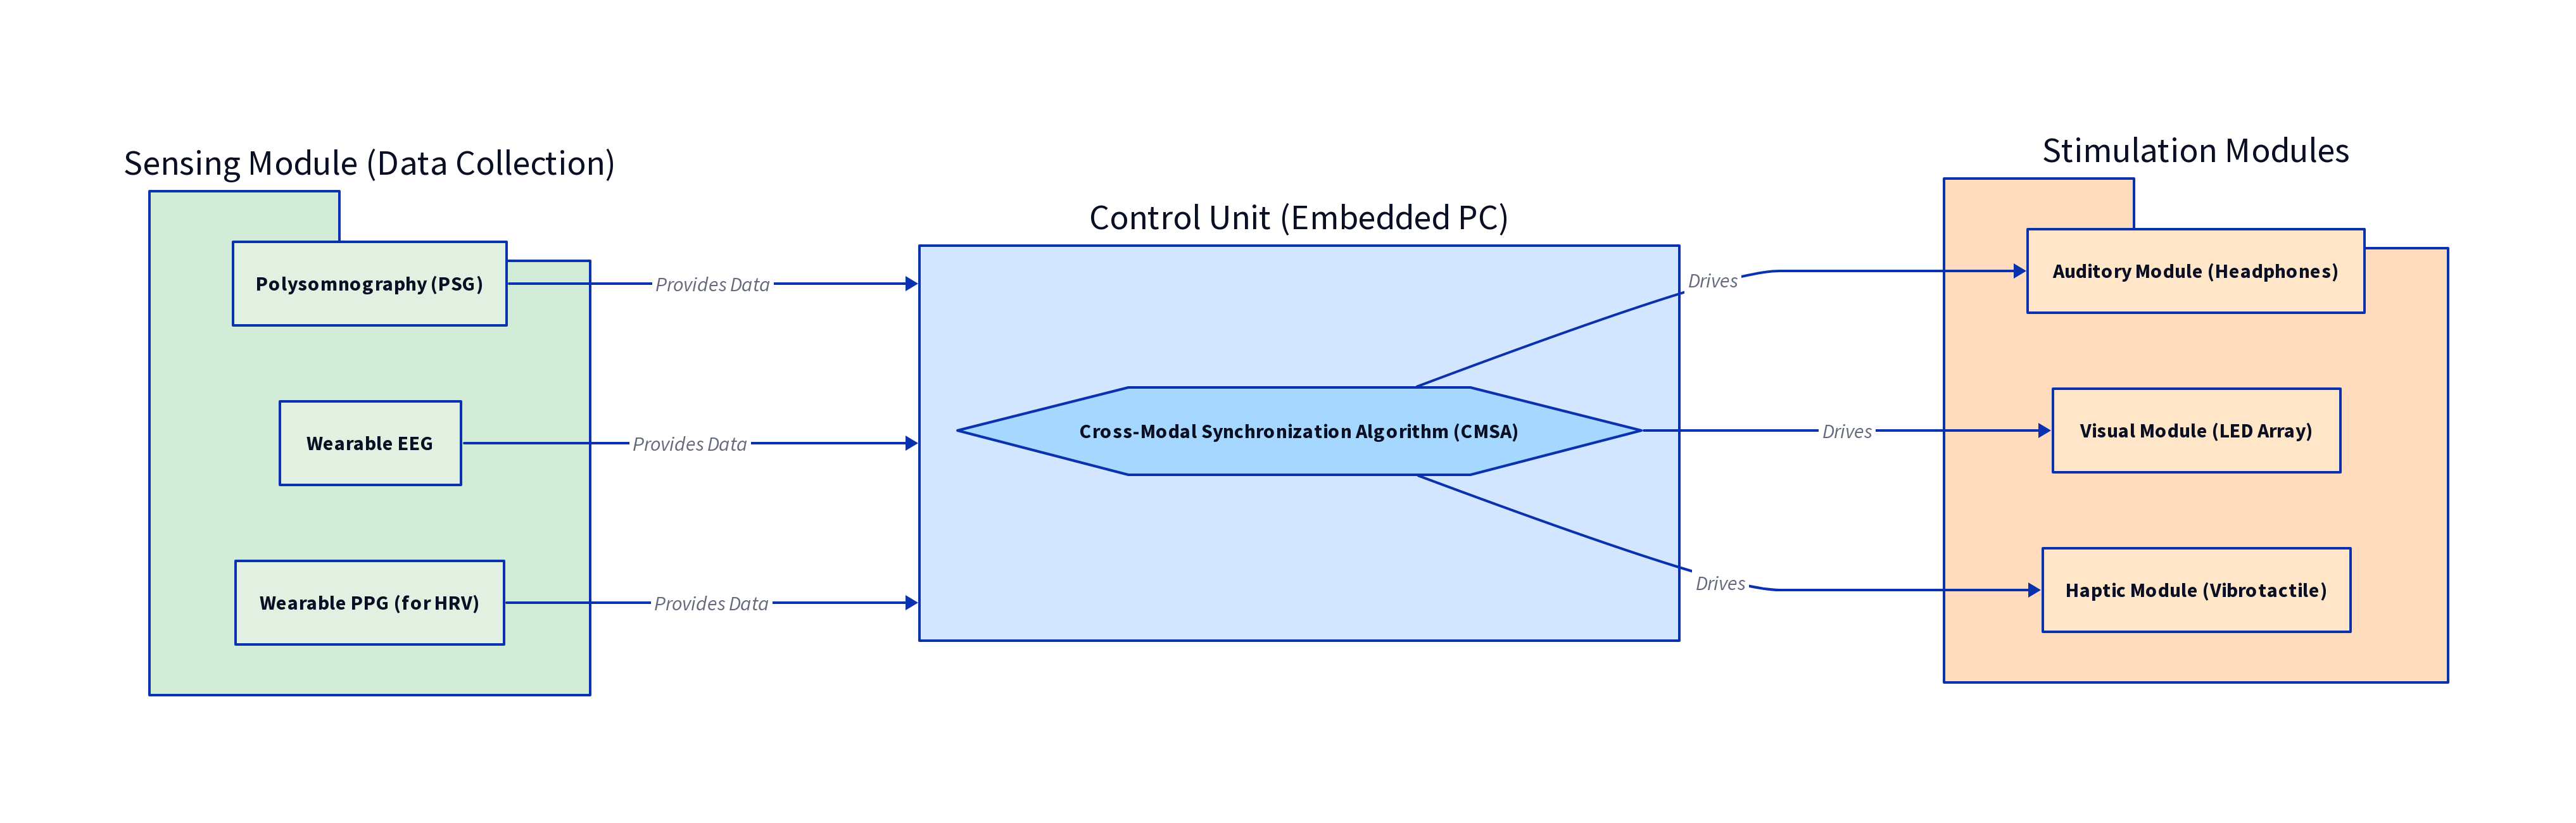 Sensing Module (Data Collection)
Polysomnography (PSG)
Provides Data
Wearable EEG
Provides Data
Wearable PPG (for HRV)
Provides Data
Control Unit (Embedded PC)
Cross-Modal Synchronization Algorithm (CMSA)
Drives
Drives
Drives
Stimulation Modules
Auditory Module (Headphones)
Visual Module (LED Array)
Haptic Module (Vibrotactile)